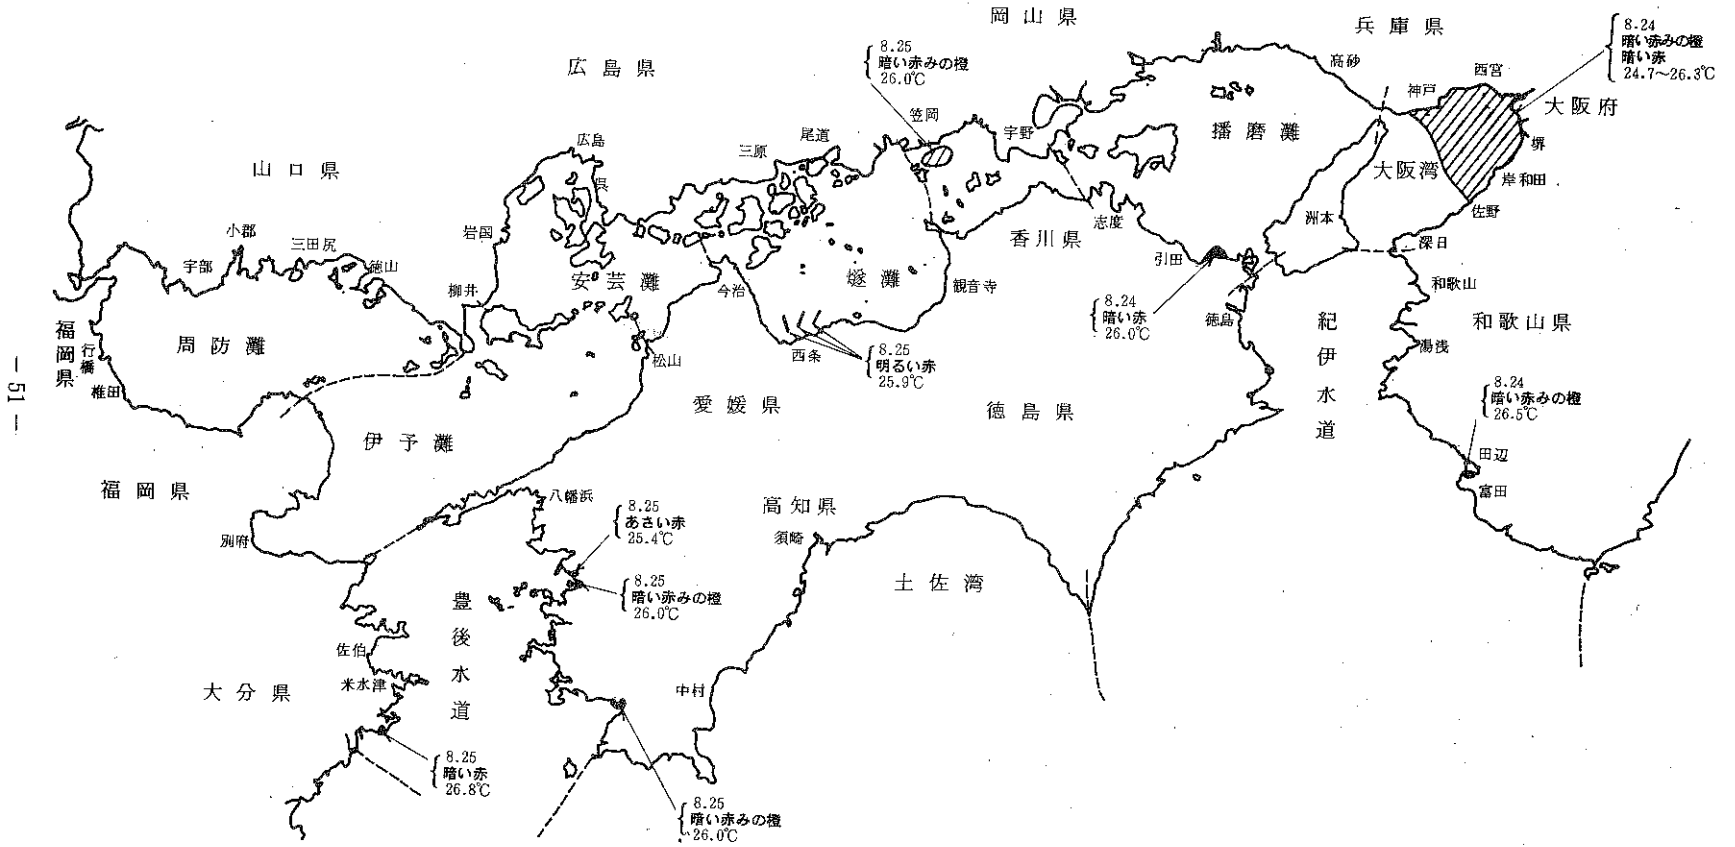 岡山県
兵庫県
広島県
山口県
8.25
暗い赤みの橙
26.0℃
8.24
暗い赤みの橙
暗い赤
24.7〜26.3℃
高砂
神戸
西宮
大阪府
堺
岸和田
佐野
深日
大阪湾
播磨灘
洲本
笠岡
宇野
尾道
三原
広島
呉
岩国
柳井
小郡
三田尻
宇部
徳山
安芸灘
今治
燧灘
観音寺
香川県
志度
引田
8.24
暗い赤
26.0℃
徳島
和歌山
和歌山県
湯浅
紀伊水道
福岡県
行橋
椎田
周防灘
松山
西条
8.25
明るい赤
25.9℃
愛媛県
徳島県
8.24
暗い赤みの橙
26.5℃
田辺
富田
伊予灘
福岡県
別府
八幡浜
8.25
あさい赤
25.4℃
高知県
須崎
土佐湾
8.25
暗い赤みの橙
26.0℃
豊後水道
佐伯
米水津
大分県
中村
8.25
暗い赤
26.8℃
8.25
暗い赤みの橙
26.0℃
— 51 —